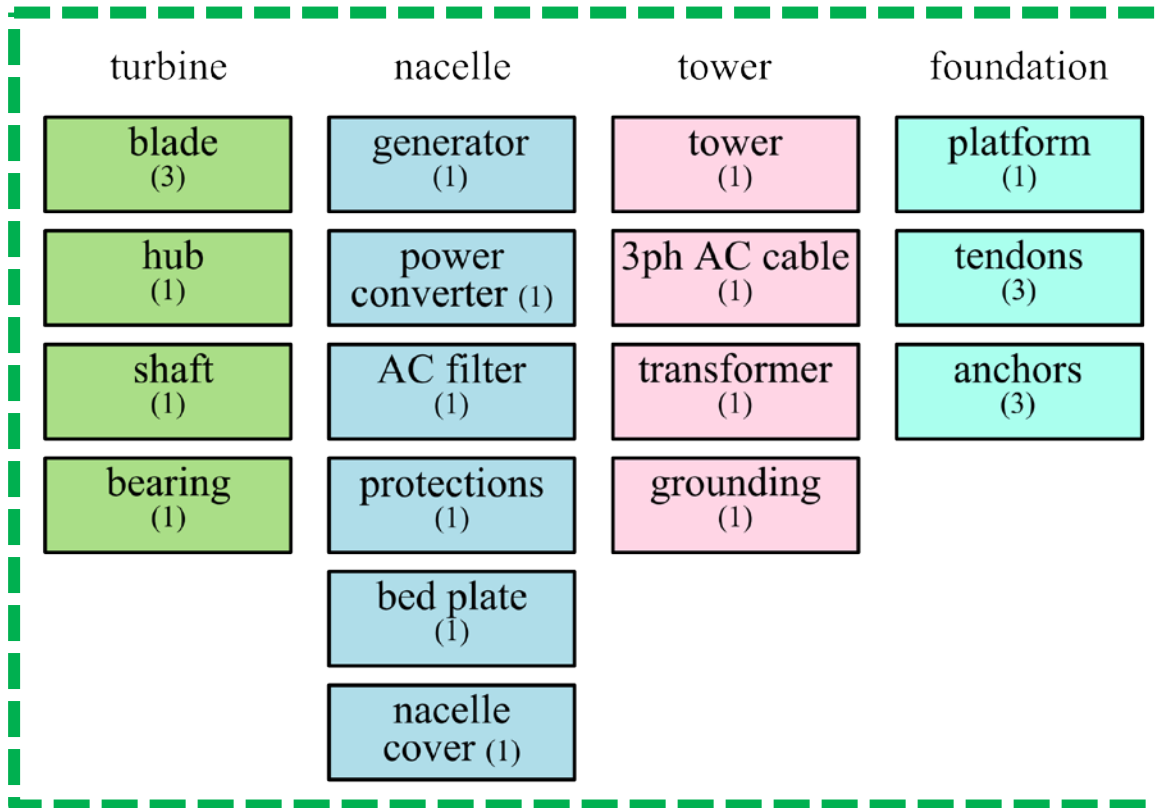 turbine
blade
(3)
hub
(1)
shaft
(1)
bearing
(1)
nacelle
generator
(1)
power
converter (1)
AC filter
(1)
protections
(1)
bed plate
(1)
nacelle
cover (1)
tower
tower
(1)
3ph AC cable
(1)
transformer
(1)
grounding
(1)
foundation
platform
(1)
tendons
(3)
anchors
(3)